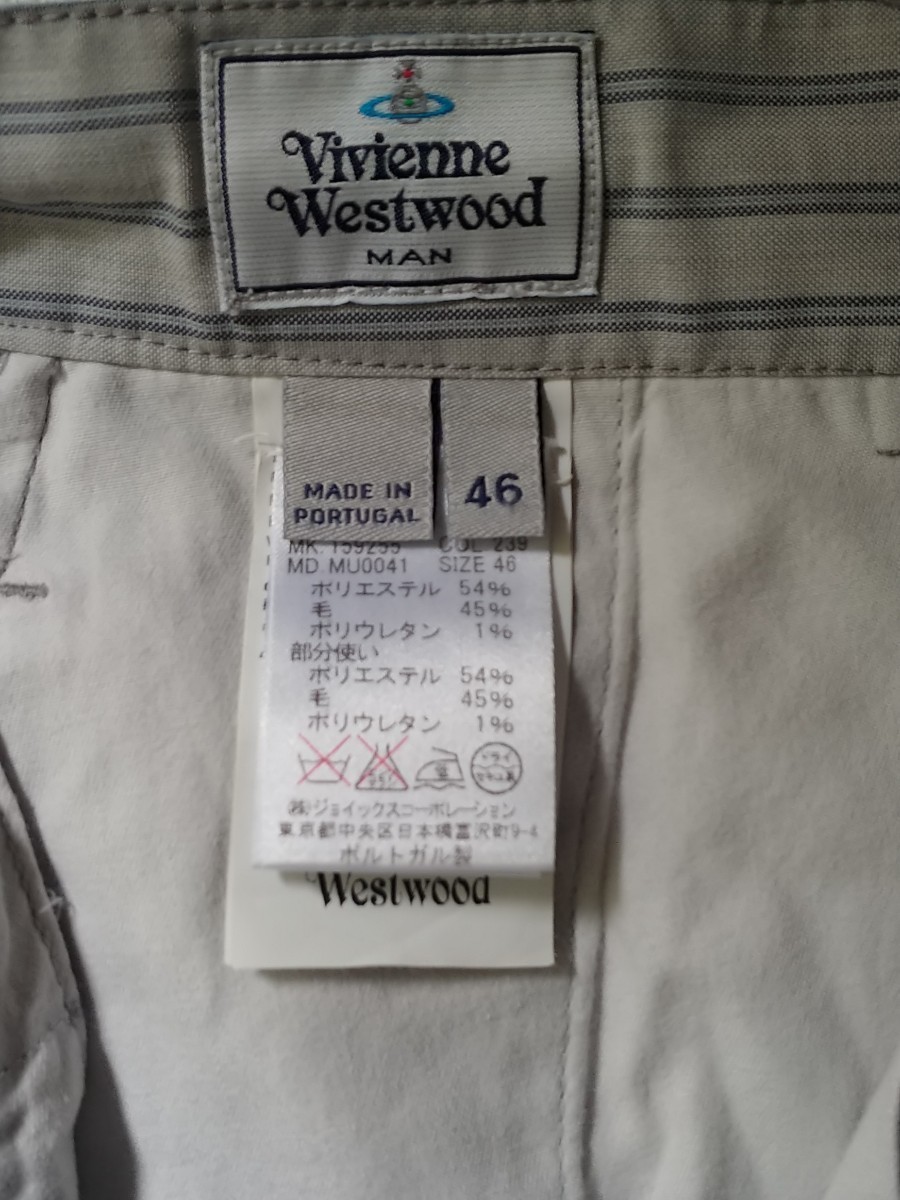 Vivienne
Westwood
MAN
MADE IN
PORTUGAL
46
MK. 159255 COL 239
MD. MU0041 SIZE 46
ポリエステル 54%
毛 45%
ポリウレタン 1%
部分使い
ポリエステル 54%
毛 45%
ポリウレタン 1%
ドライ
㈱ジョイックスコーポレーション
東京都中央区日本橋富沢町9-4
ポルトガル製
Westwood